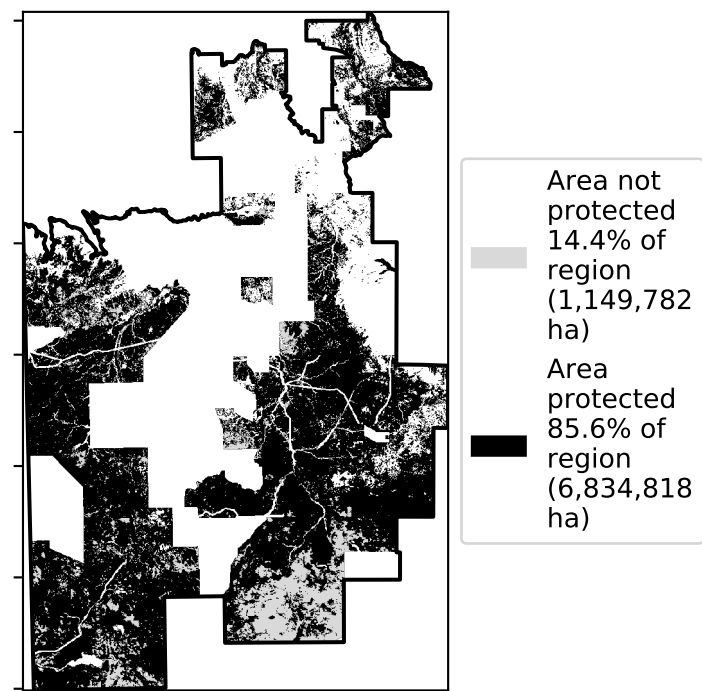 Area not
protected
14.4% of
region
(1,149,782
ha)
Area
protected
85.6% of
region
(6,834,818
ha)